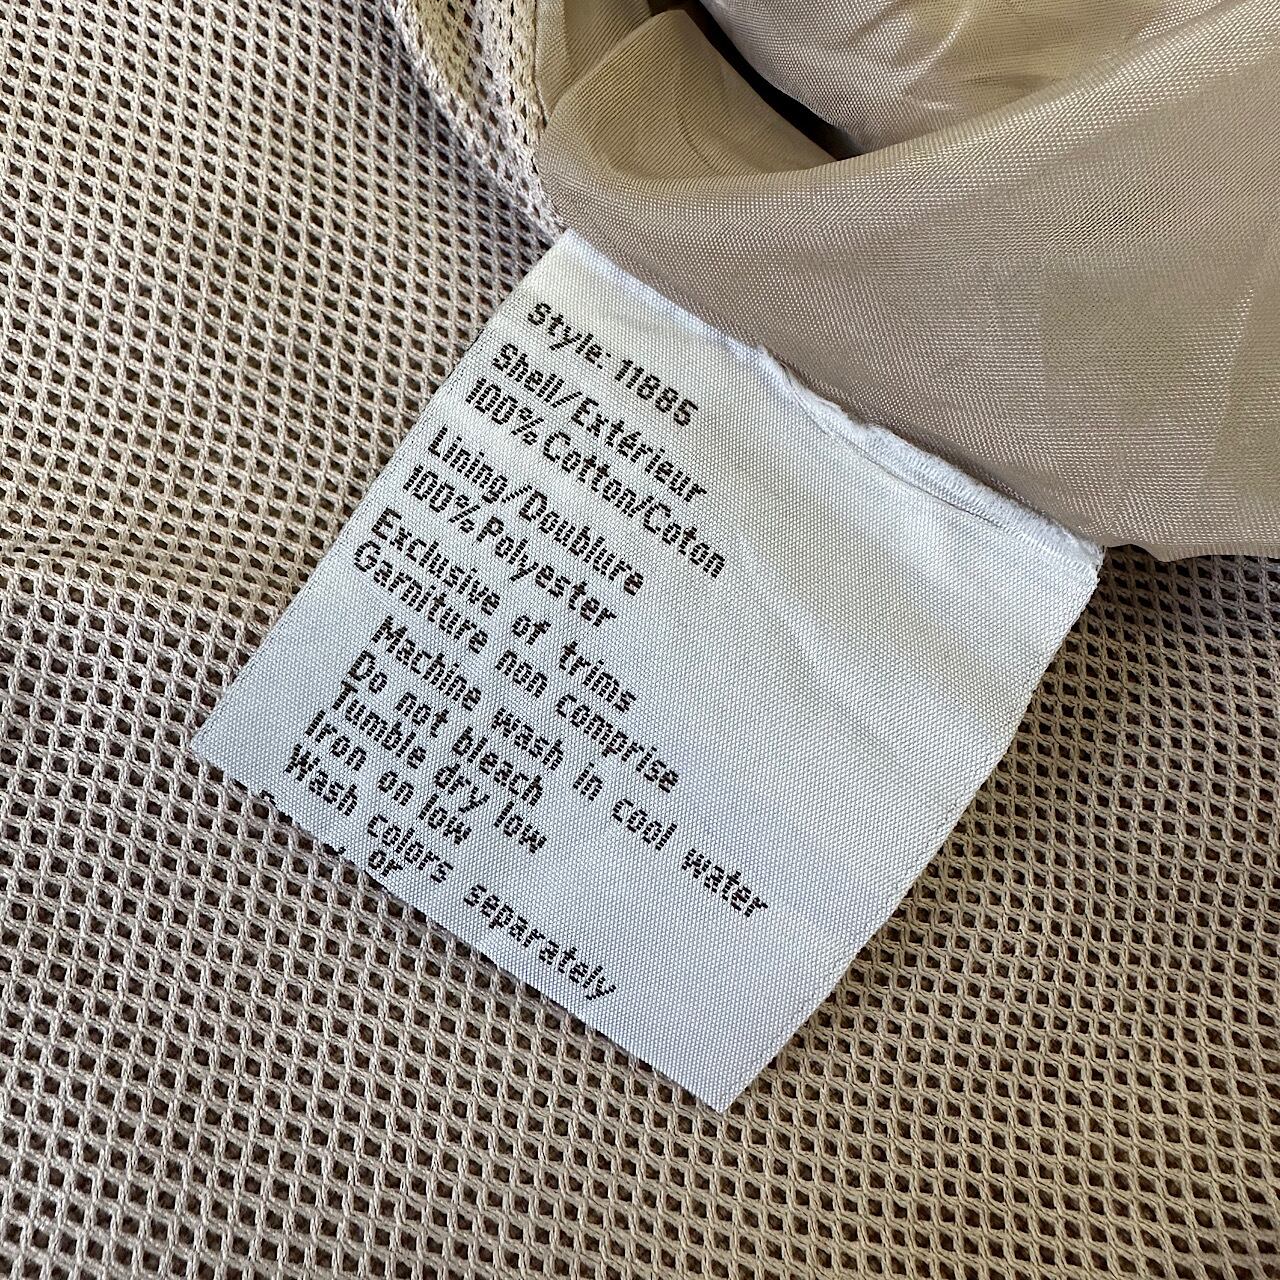 Style: 11885
Shell/Extérieur
100% Cotton/Coton
Lining/Doublure
100% Polyester
Exclusive of trims
Garniture non comprise
Machine wash in cool water
Do not bleach
Tumble dry low
Iron on low
Wash colors separately
or